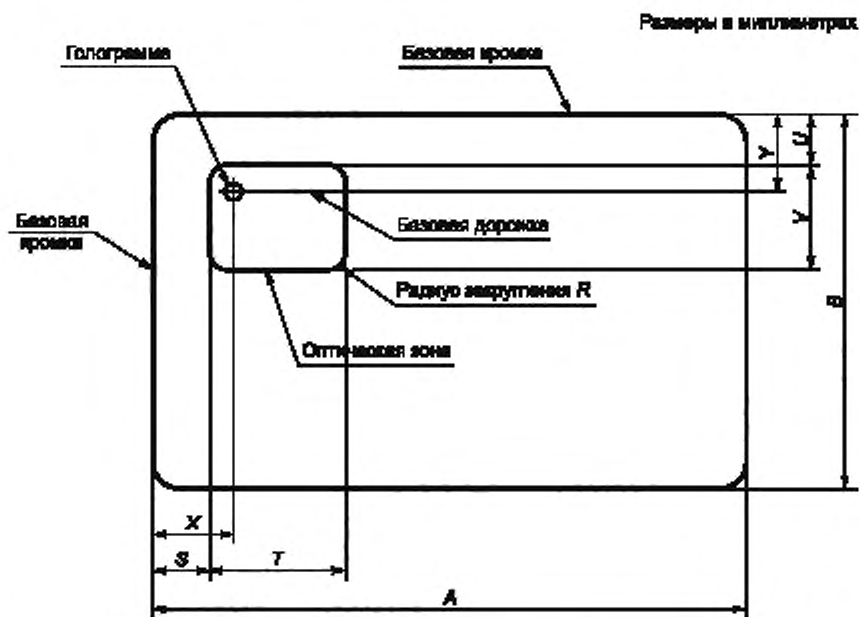 Размеры в миллиметрах
Голограмма
Базовая кромка
Y
U
Базовая
кромка
Базовая дорожка
V
Радиус закругления R
B
Оптическая зона
X
S
T
A